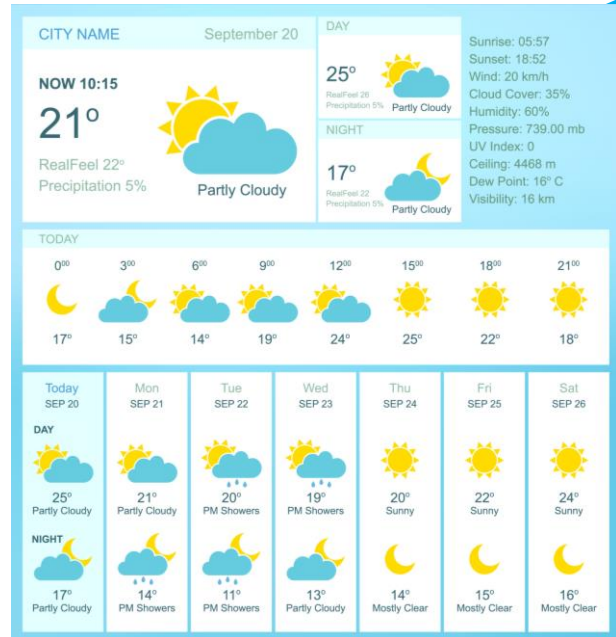 CITY NAME September 20
NOW 10:15
21º
RealFeel 22º
Precipitation 5%
Partly Cloudy
DAY
25º
RealFeel 26
Precipitation 5%
Partly Cloudy
NIGHT
17º
RealFeel 22
Precipitation 5%
Partly Cloudy
Sunrise: 05:57
Sunset: 18:52
Wind: 20 km/h
Cloud Cover: 35%
Humidity: 60%
Pressure: 739.00 mb
UV Index: 0
Ceiling: 4468 m
Dew Point: 16º C
Visibility: 16 km
TODAY
0⁰⁰ 3⁰⁰ 6⁰⁰ 9⁰⁰ 12⁰⁰ 15⁰⁰ 18⁰⁰ 21⁰⁰
17º 15º 14º 19º 24º 25º 22º 18º
Today Mon Tue Wed Thu Fri Sat
SEP 20 SEP 21 SEP 22 SEP 23 SEP 24 SEP 25 SEP 26
DAY
25º 21º 20º 19º 20º 22º 24º
Partly Cloudy Partly Cloudy PM Showers PM Showers Sunny Sunny Sunny
NIGHT
17º 14º 11º 13º 14º 15º 16º
Partly Cloudy PM Showers PM Showers Partly Cloudy Mostly Clear Mostly Clear Mostly Clear